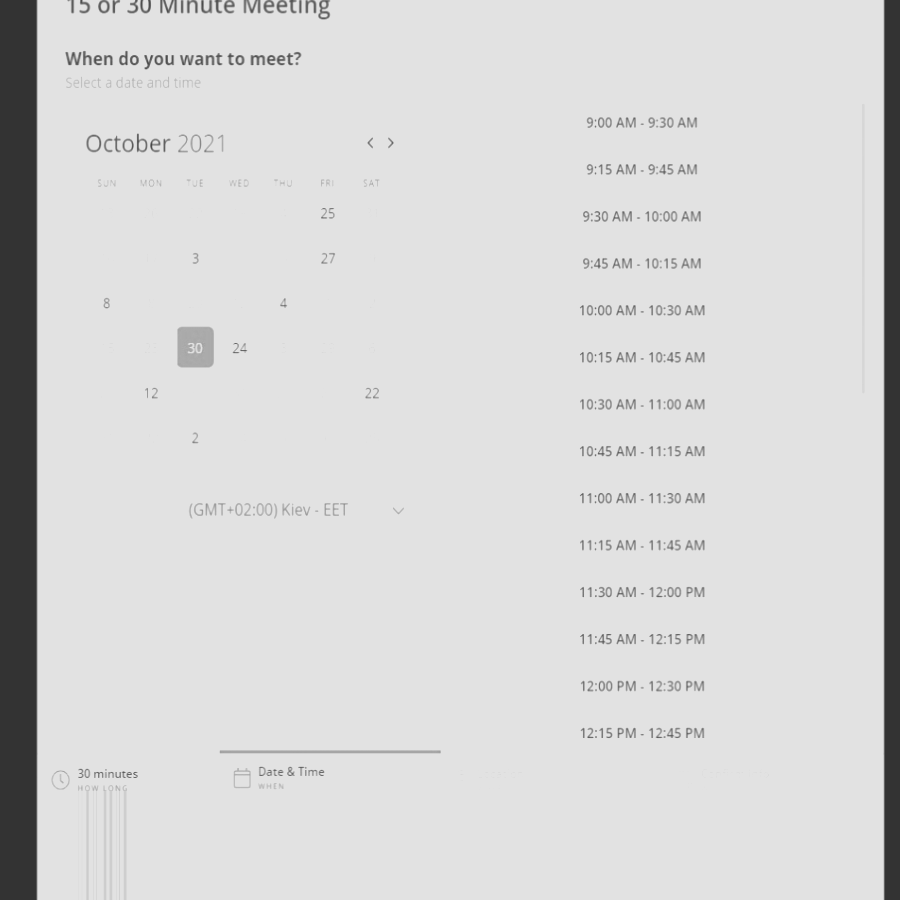 15 or 30 Minute Meeting
When do you want to meet?
Select a date and time
October 2021
SUN MON TUE WED THU FRI SAT
25
3 27
8 4
30 24
12 22
2
(GMT+02:00) Kiev - EET
9:00 AM - 9:30 AM
9:15 AM - 9:45 AM
9:30 AM - 10:00 AM
9:45 AM - 10:15 AM
10:00 AM - 10:30 AM
10:15 AM - 10:45 AM
10:30 AM - 11:00 AM
10:45 AM - 11:15 AM
11:00 AM - 11:30 AM
11:15 AM - 11:45 AM
11:30 AM - 12:00 PM
11:45 AM - 12:15 PM
12:00 PM - 12:30 PM
12:15 PM - 12:45 PM
30 minutes
HOW LONG
Date & Time
WHEN